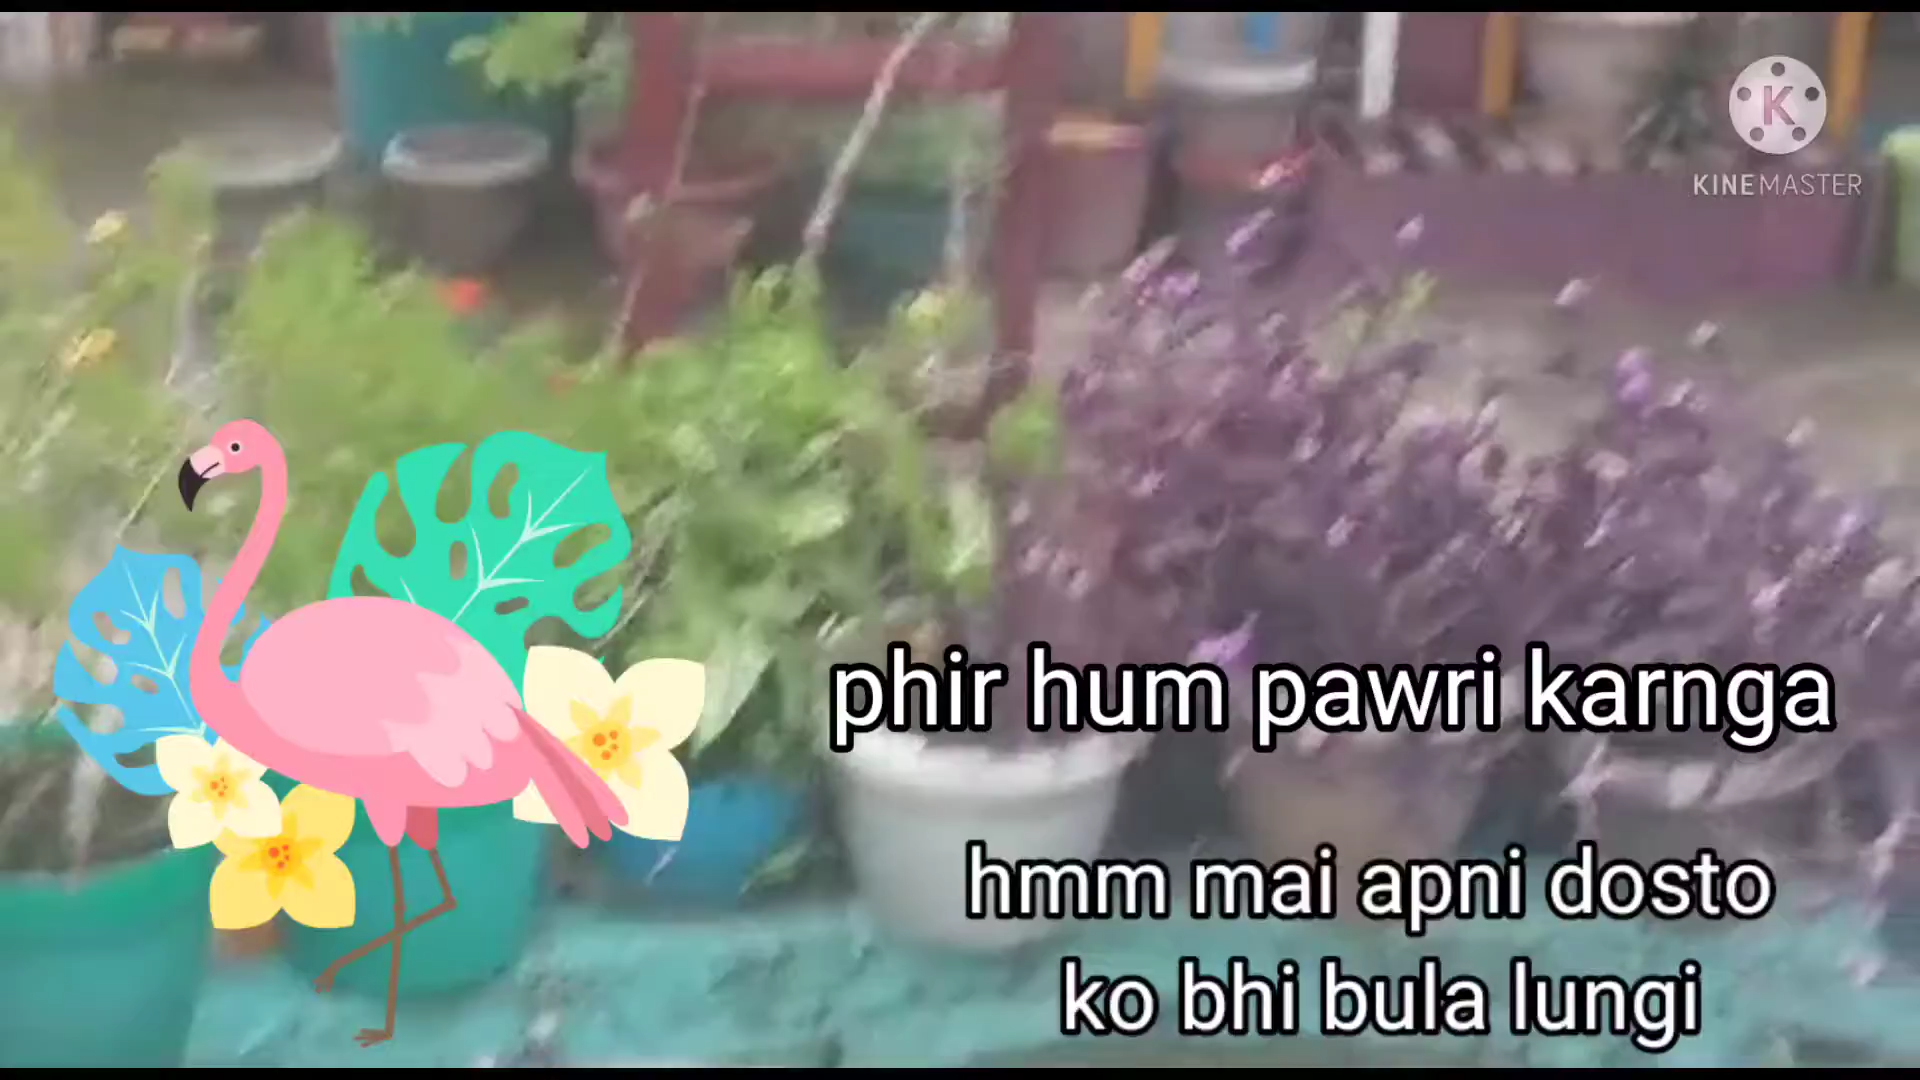 K
KINEMASTER
phir hum pawri karnga
hmm mai apni dosto
ko bhi bula lungi